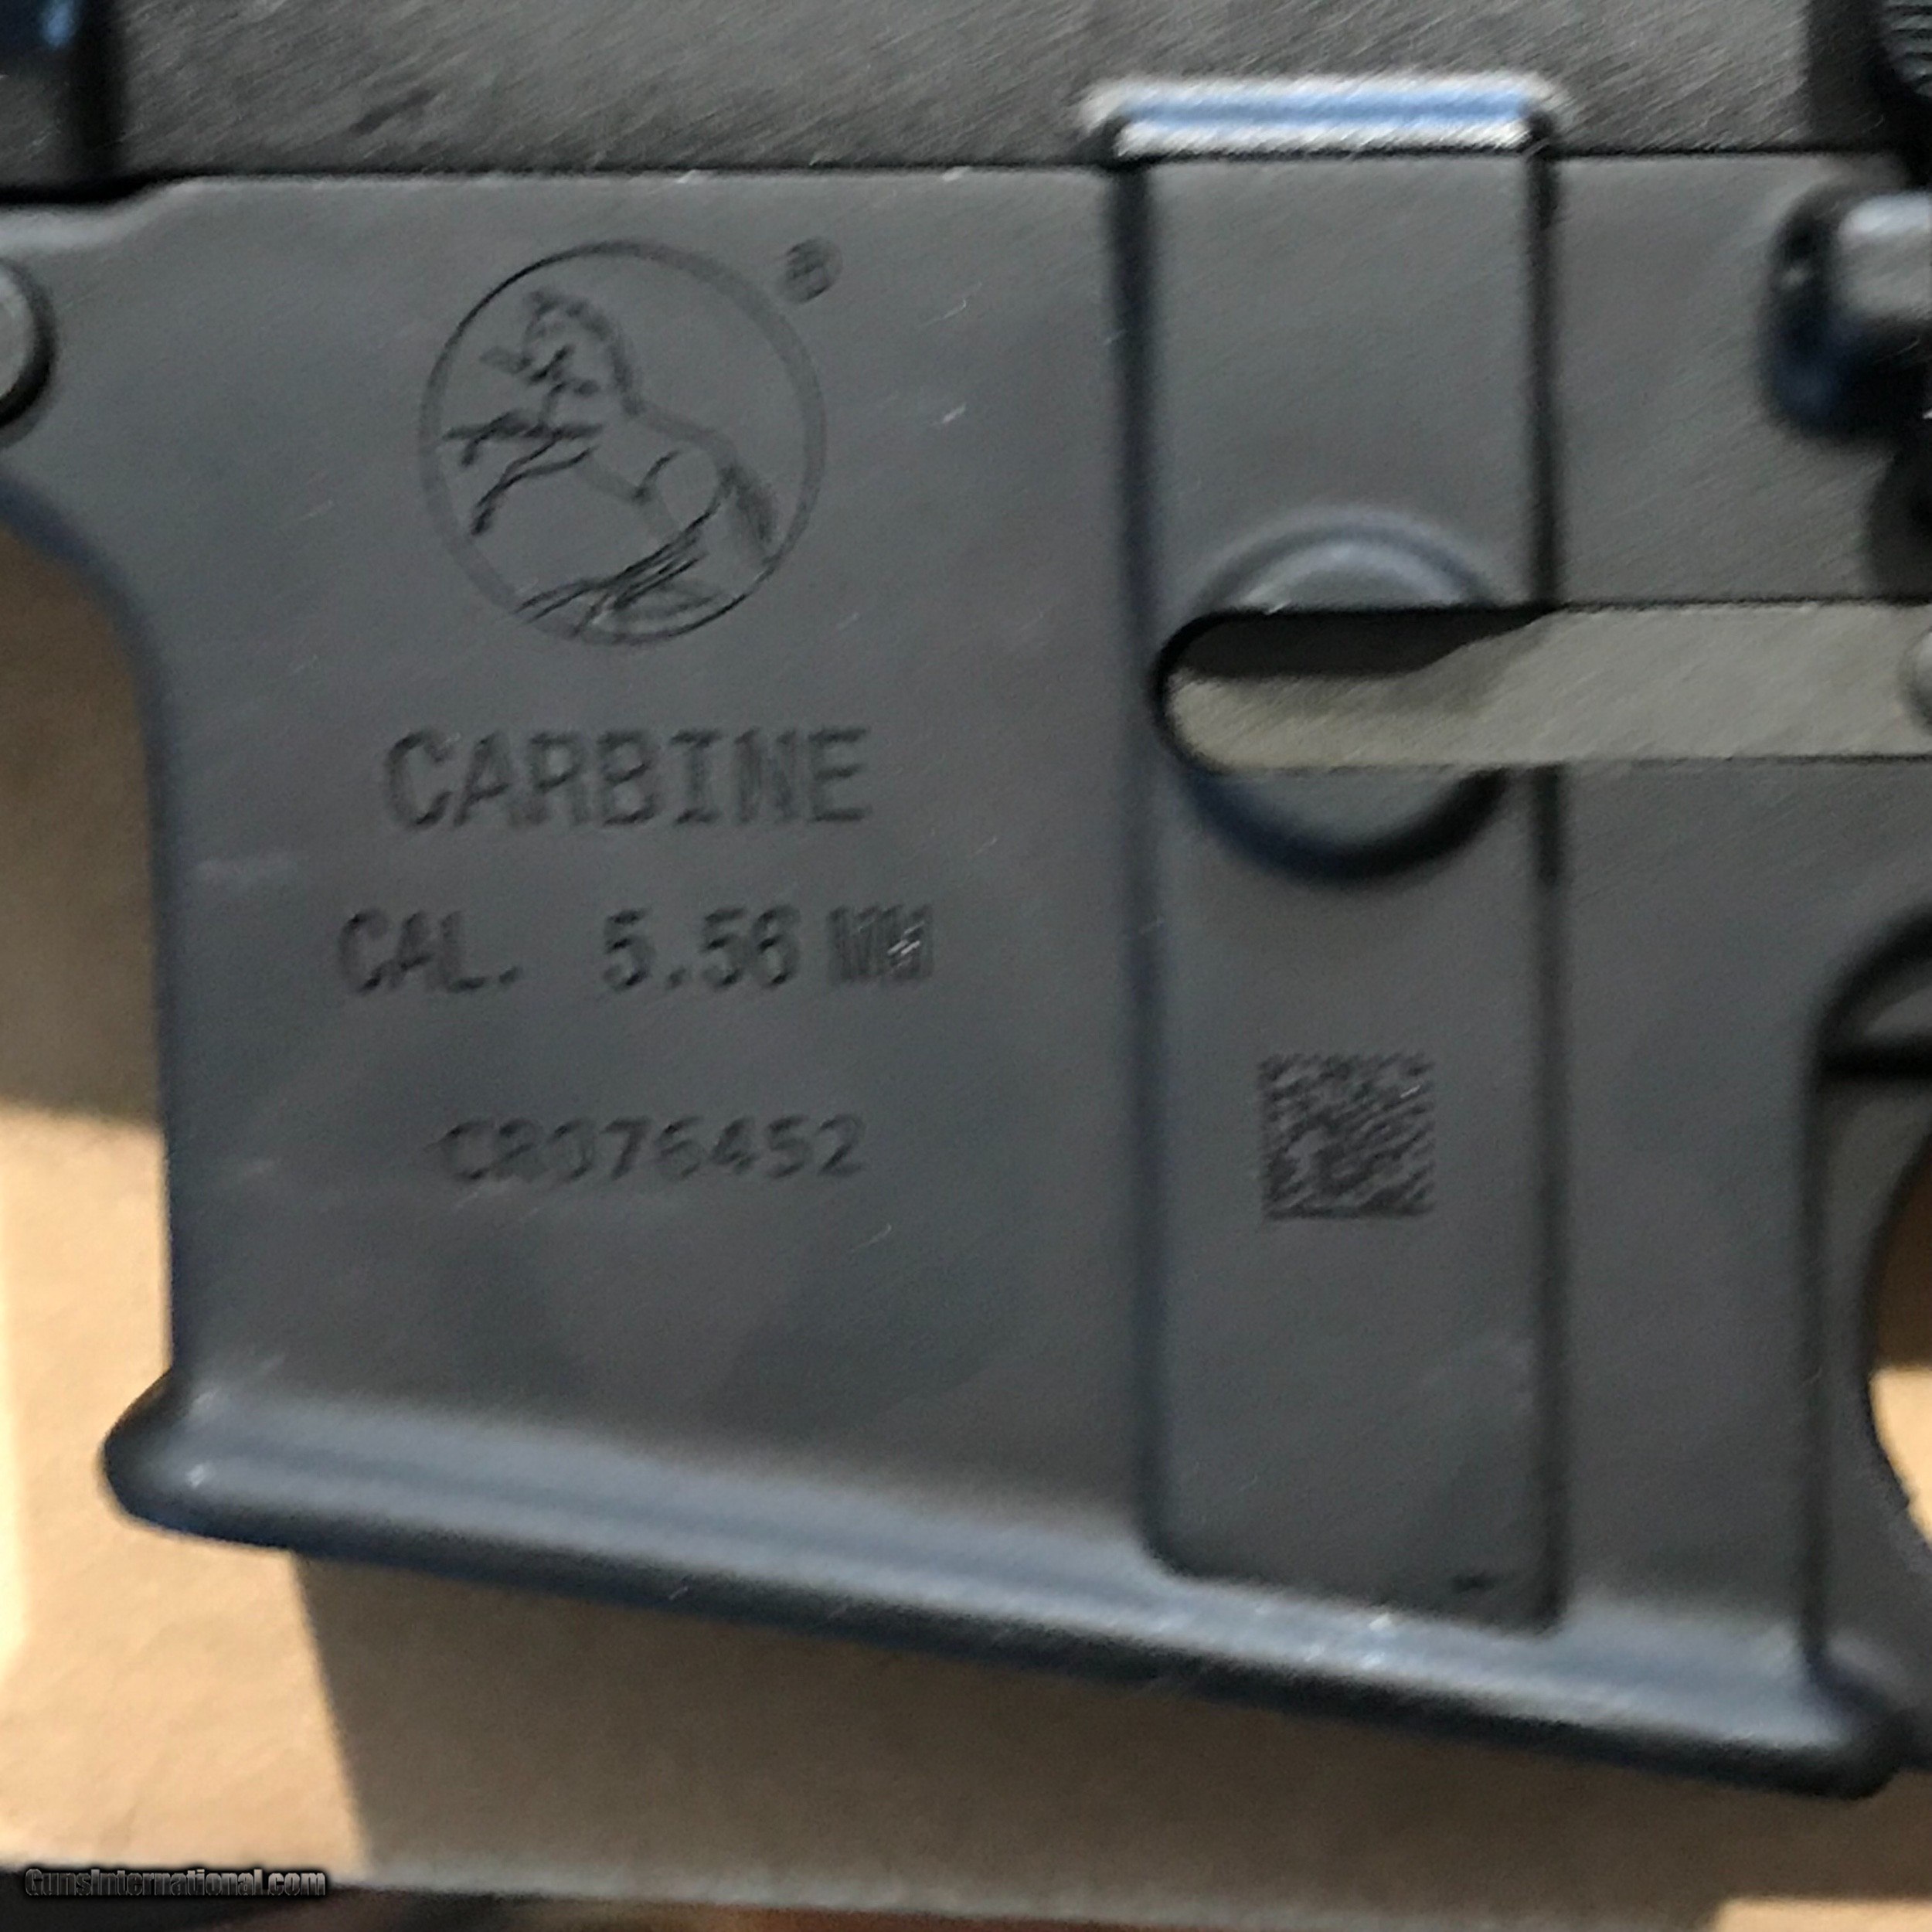 ®
CARBINE
CAL. 5.56 MM
CR076452
GunsInternational.com